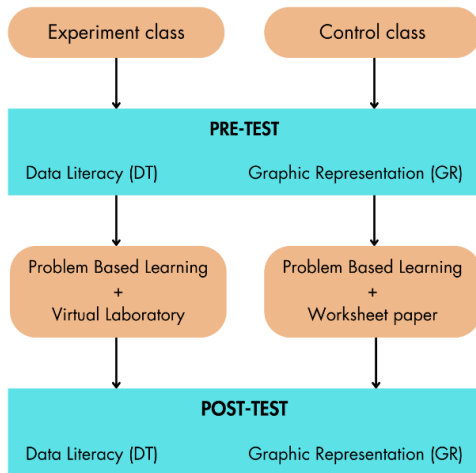 Experiment class
Control class
PRE-TEST
Data Literacy (DT)
Graphic Representation (GR)
Problem Based Learning
+
Virtual Laboratory
Problem Based Learning
+
Worksheet paper
POST-TEST
Data Literacy (DT)
Graphic Representation (GR)